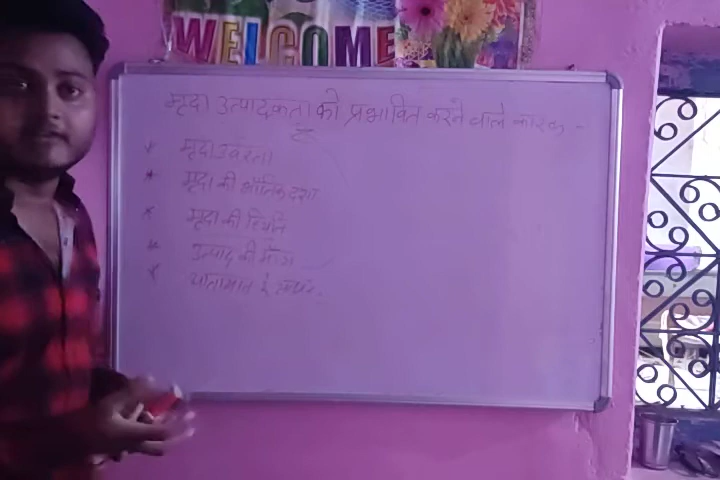 WELCOME
मृदा उत्पादकता को प्रभावित करने वाले कारक -
* मृदा उर्वरता
* मृदा की भौतिक दशा
* मृदा की स्थिति
* उत्पाद की माँग
* यातायात के